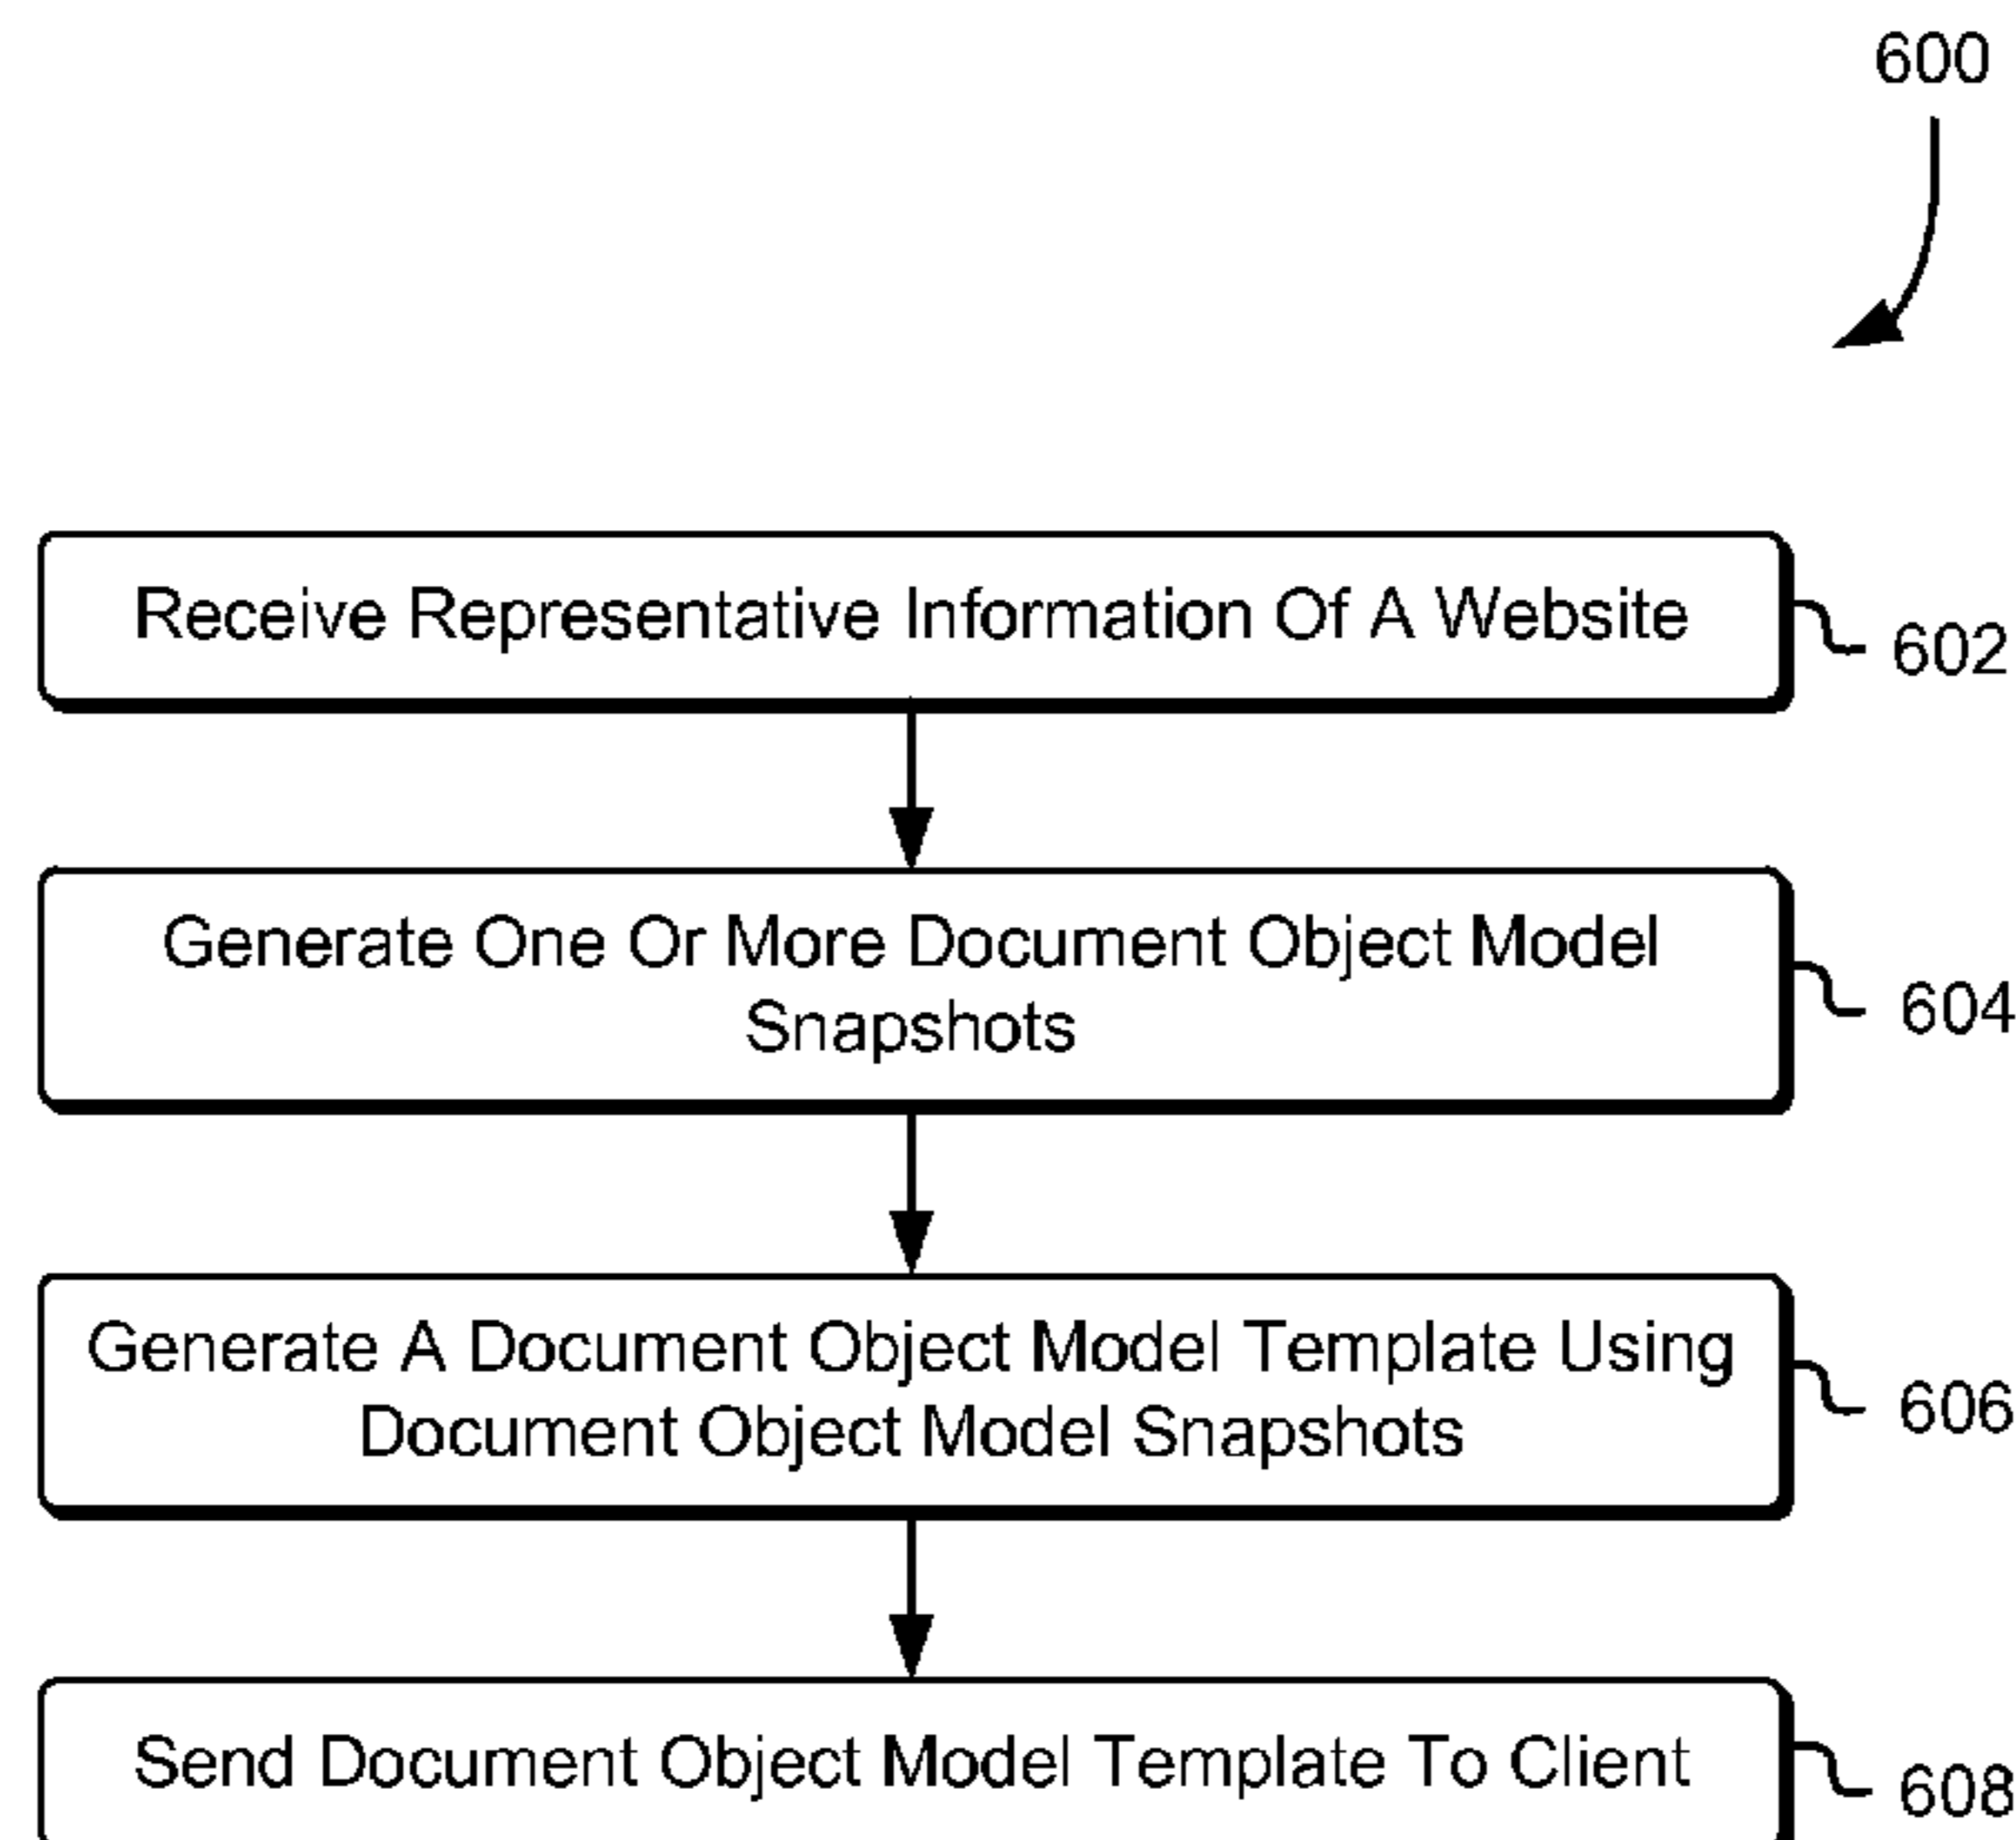 600
Receive Representative Information Of A Website
602
Generate One Or More Document Object Model
Snapshots
604
Generate A Document Object Model Template Using
Document Object Model Snapshots
606
Send Document Object Model Template To Client
608